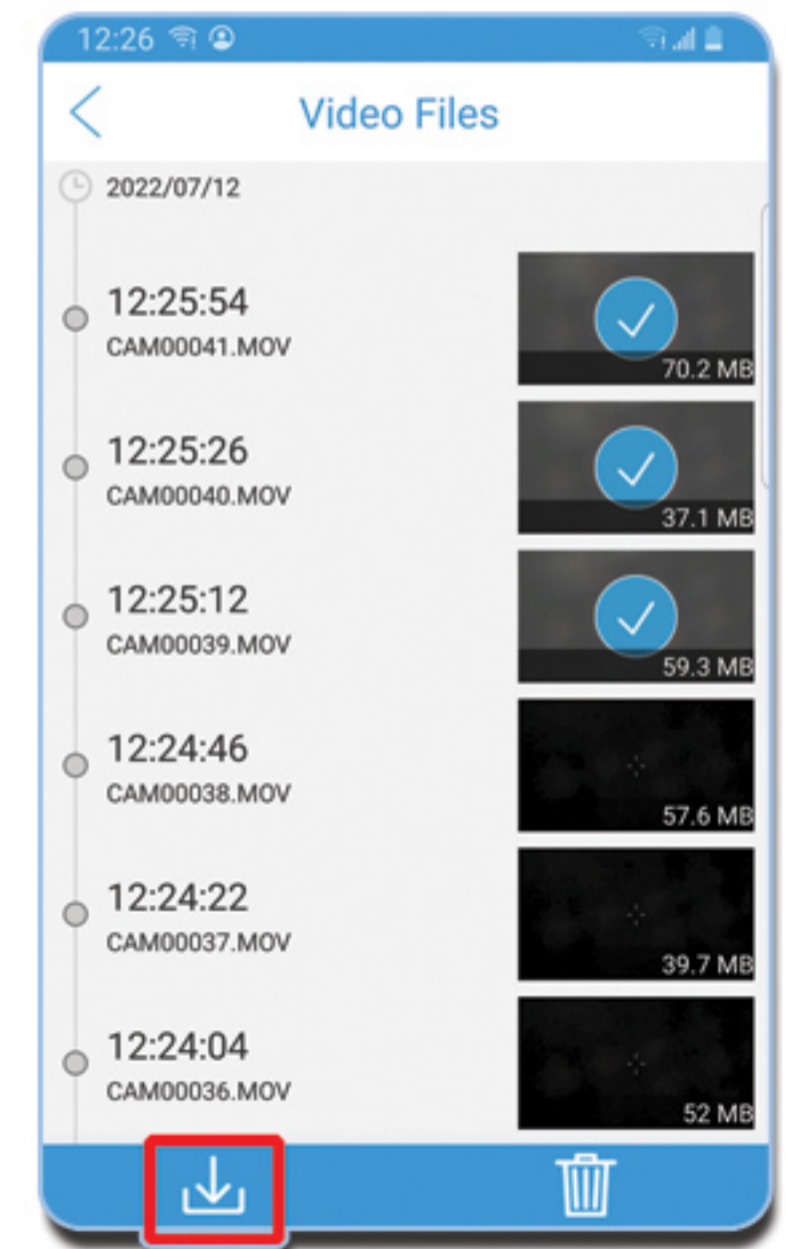 12:26
Video Files
2022/07/12
12:25:54
CAM00041.MOV
70.2 MB
12:25:26
CAM00040.MOV
37.1 MB
12:25:12
CAM00039.MOV
59.3 MB
12:24:46
CAM00038.MOV
57.6 MB
12:24:22
CAM00037.MOV
39.7 MB
12:24:04
CAM00036.MOV
52 MB